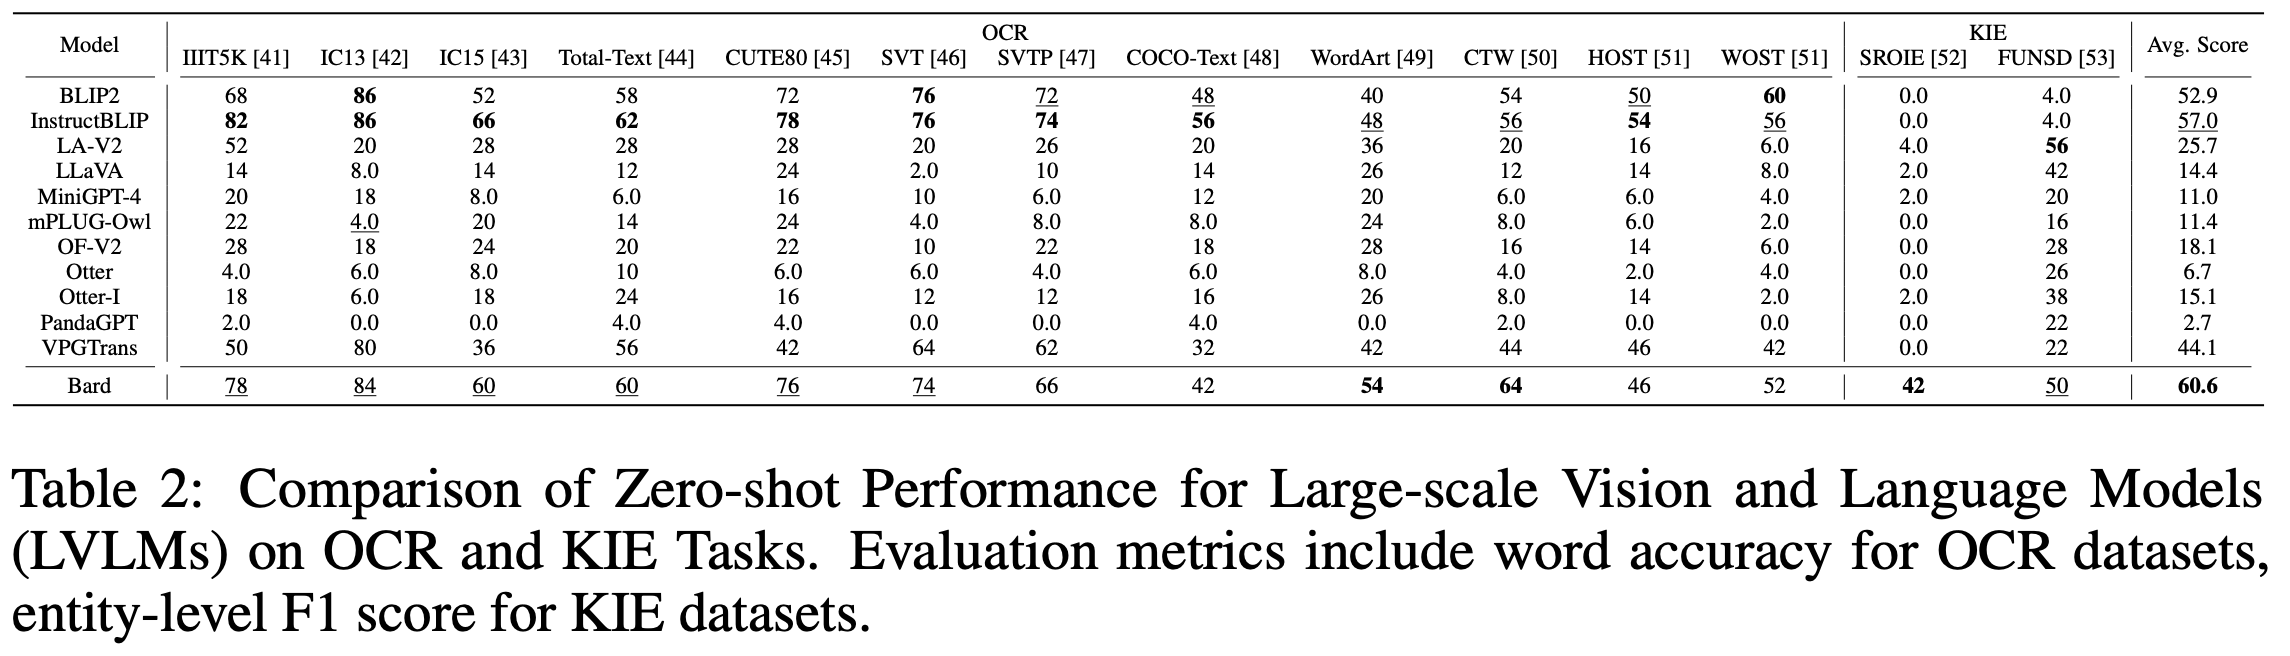 Model OCR KIE Avg. Score
IIIT5K [41] IC13 [42] IC15 [43] Total-Text [44] CUTE80 [45] SVT [46] SVTP [47] COCO-Text [48] WordArt [49] CTW [50] HOST [51] WOST [51] SROIE [52] FUNSD [53]
BLIP2 68 86 52 58 72 76 72 48 40 54 50 60 0.0 4.0 52.9
InstructBLIP 82 86 66 62 78 76 74 56 48 56 54 56 0.0 4.0 57.0
LA-V2 52 20 28 28 28 20 26 20 36 20 16 6.0 4.0 56 25.7
LLaVA 14 8.0 14 12 24 2.0 10 14 26 12 14 8.0 2.0 42 14.4
MiniGPT-4 20 18 8.0 6.0 16 10 6.0 12 20 6.0 6.0 4.0 2.0 20 11.0
mPLUG-Owl 22 4.0 20 14 24 4.0 8.0 8.0 24 8.0 6.0 2.0 0.0 16 11.4
OF-V2 28 18 24 20 22 10 22 18 28 16 14 6.0 0.0 28 18.1
Otter 4.0 6.0 8.0 10 6.0 6.0 4.0 6.0 8.0 4.0 2.0 4.0 0.0 26 6.7
Otter-I 18 6.0 18 24 16 12 12 16 26 8.0 14 2.0 2.0 38 15.1
PandaGPT 2.0 0.0 0.0 4.0 4.0 0.0 0.0 4.0 0.0 2.0 0.0 0.0 0.0 22 2.7
VPGTrans 50 80 36 56 42 64 62 32 42 44 46 42 0.0 22 44.1
Bard 78 84 60 60 76 74 66 42 54 64 46 52 42 50 60.6
Table 2: Comparison of Zero-shot Performance for Large-scale Vision and Language Models
(LVLMs) on OCR and KIE Tasks. Evaluation metrics include word accuracy for OCR datasets,
entity-level F1 score for KIE datasets.